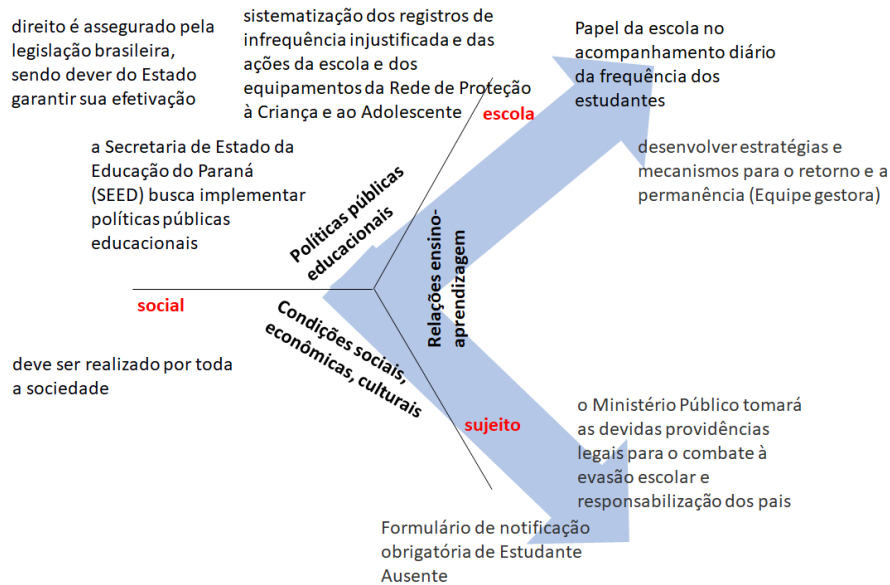 direito é assegurado pela
legislação brasileira,
sendo dever do Estado
garantir sua efetivação
sistematização dos registros de
infrequência injustificada e das
ações da escola e dos
equipamentos da Rede de Proteção
à Criança e ao Adolescente
escola
Papel da escola no
acompanhamento diário
da frequência dos
estudantes
a Secretaria de Estado da
Educação do Paraná
(SEED) busca implementar
políticas públicas
educacionais
desenvolver estratégias e
mecanismos para o retorno e a
permanência (Equipe gestora)
Políticas públicas
educacionais
Relações ensino-
aprendizagem
social
Condições sociais,
econômicas, culturais
deve ser realizado por toda
a sociedade
sujeito
o Ministério Público tomará
as devidas providências
legais para o combate à
evasão escolar e
responsabilização dos pais
Formulário de notificação
obrigatória de Estudante
Ausente